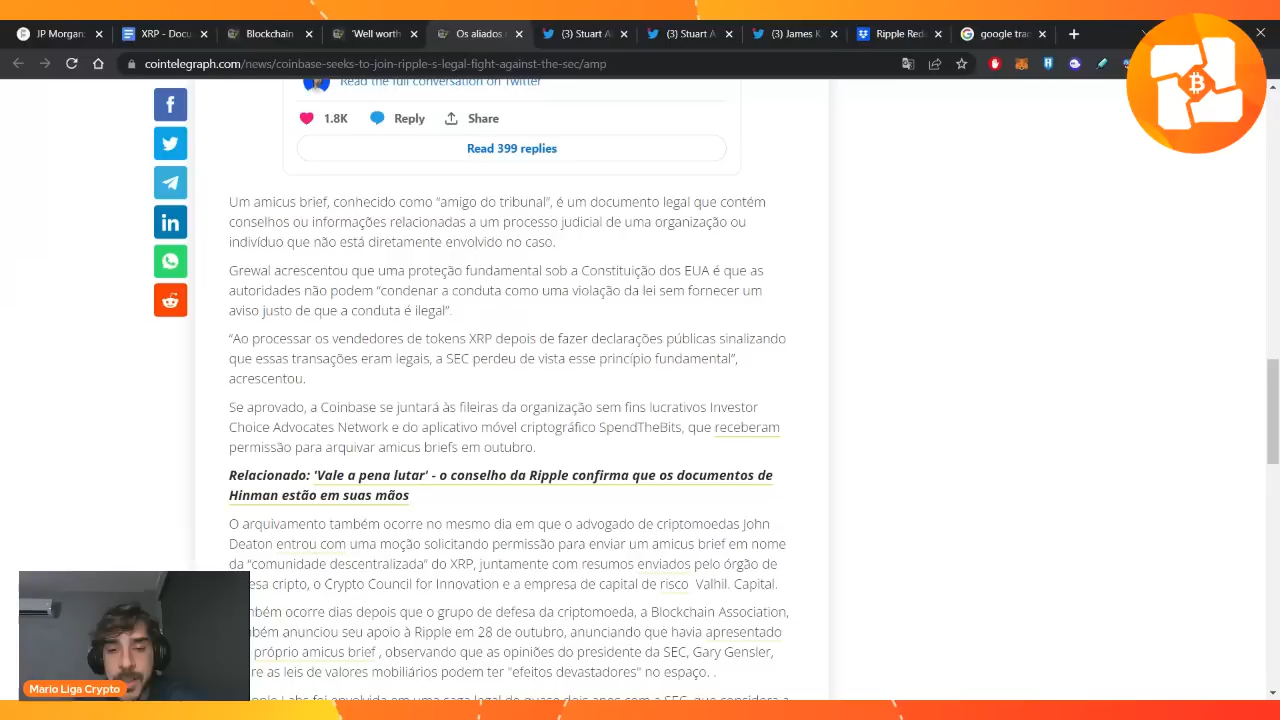 JP Morgan:
XRP - Docu
Blockchain
'Well worth
Os aliados
(3) Stuart Al
(3) Stuart A
(3) James K
Ripple Red
google trad
cointelegraph.com/news/coinbase-seeks-to-join-ripple-s-legal-fight-against-the-sec/amp
Read the full conversation on Twitter
1.8K Reply Share
Read 399 replies
Um amicus brief, conhecido como “amigo do tribunal”, é um documento legal que contém
conselhos ou informações relacionadas a um processo judicial de uma organização ou
indivíduo que não está diretamente envolvido no caso.
Grewal acrescentou que uma proteção fundamental sob a Constituição dos EUA é que as
autoridades não podem “condenar a conduta como uma violação da lei sem fornecer um
aviso justo de que a conduta é ilegal”.
“Ao processar os vendedores de tokens XRP depois de fazer declarações públicas sinalizando
que essas transações eram legais, a SEC perdeu de vista esse princípio fundamental”,
acrescentou.
Se aprovado, a Coinbase se juntará às fileiras da organização sem fins lucrativos Investor
Choice Advocates Network e do aplicativo móvel criptográfico SpendTheBits, que receberam
permissão para arquivar amicus briefs em outubro.
Relacionado: 'Vale a pena lutar' - o conselho da Ripple confirma que os documentos de
Hinman estão em suas mãos
O arquivamento também ocorre no mesmo dia em que o advogado de criptomoedas John
Deaton entrou com uma moção solicitando permissão para enviar um amicus brief em nome
da “comunidade descentralizada” do XRP, juntamente com resumos enviados pelo órgão de
esa cripto, o Crypto Council for Innovation e a empresa de capital de risco Valhil. Capital.
mbém ocorre dias depois que o grupo de defesa da criptomoeda, a Blockchain Association,
bém anunciou seu apoio à Ripple em 28 de outubro, anunciando que havia apresentado
próprio amicus brief , observando que as opiniões do presidente da SEC, Gary Gensler,
re as leis de valores mobiliários podem ter "efeitos devastadores" no espaço. .
Mario Liga Crypto